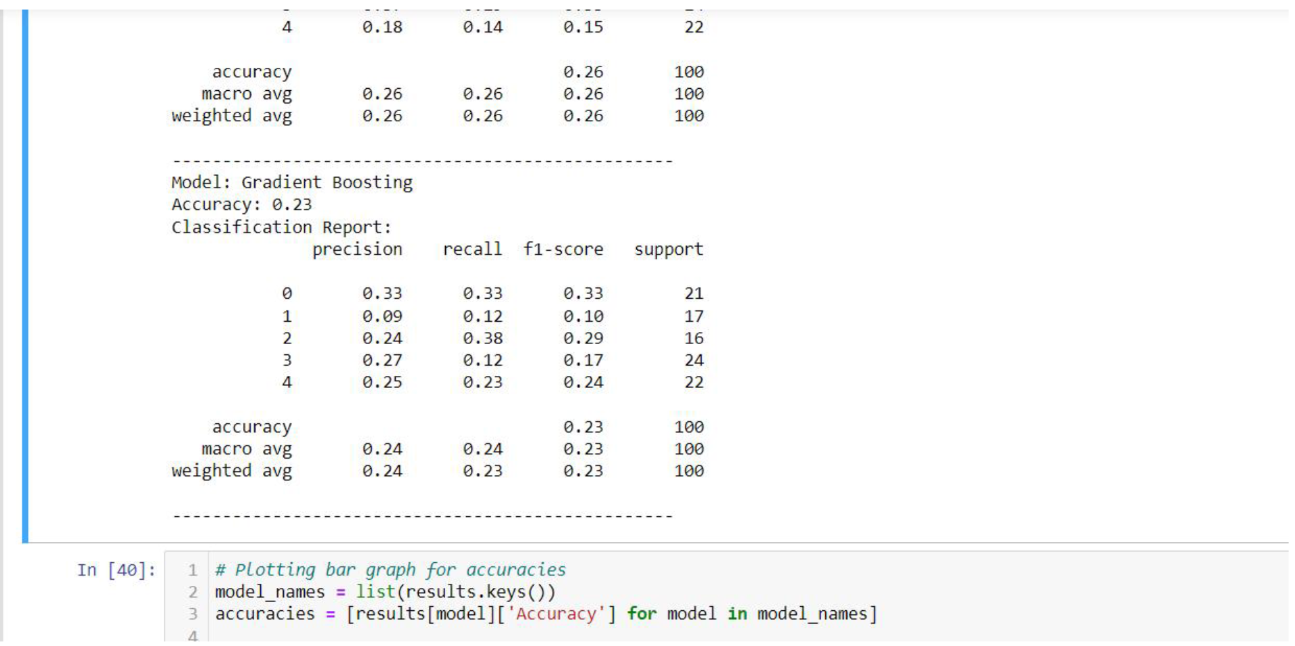 4 0.18 0.14 0.15 22
accuracy 0.26 100
macro avg 0.26 0.26 0.26 100
weighted avg 0.26 0.26 0.26 100
--------------------------------------------------
Model: Gradient Boosting
Accuracy: 0.23
Classification Report:
precision recall f1-score support
0 0.33 0.33 0.33 21
1 0.09 0.12 0.10 17
2 0.24 0.38 0.29 16
3 0.27 0.12 0.17 24
4 0.25 0.23 0.24 22
accuracy 0.23 100
macro avg 0.24 0.24 0.23 100
weighted avg 0.24 0.23 0.23 100
--------------------------------------------------
In [40]: 1 # Plotting bar graph for accuracies
2 model_names = list(results.keys())
3 accuracies = [results[model]['Accuracy'] for model in model_names]
4